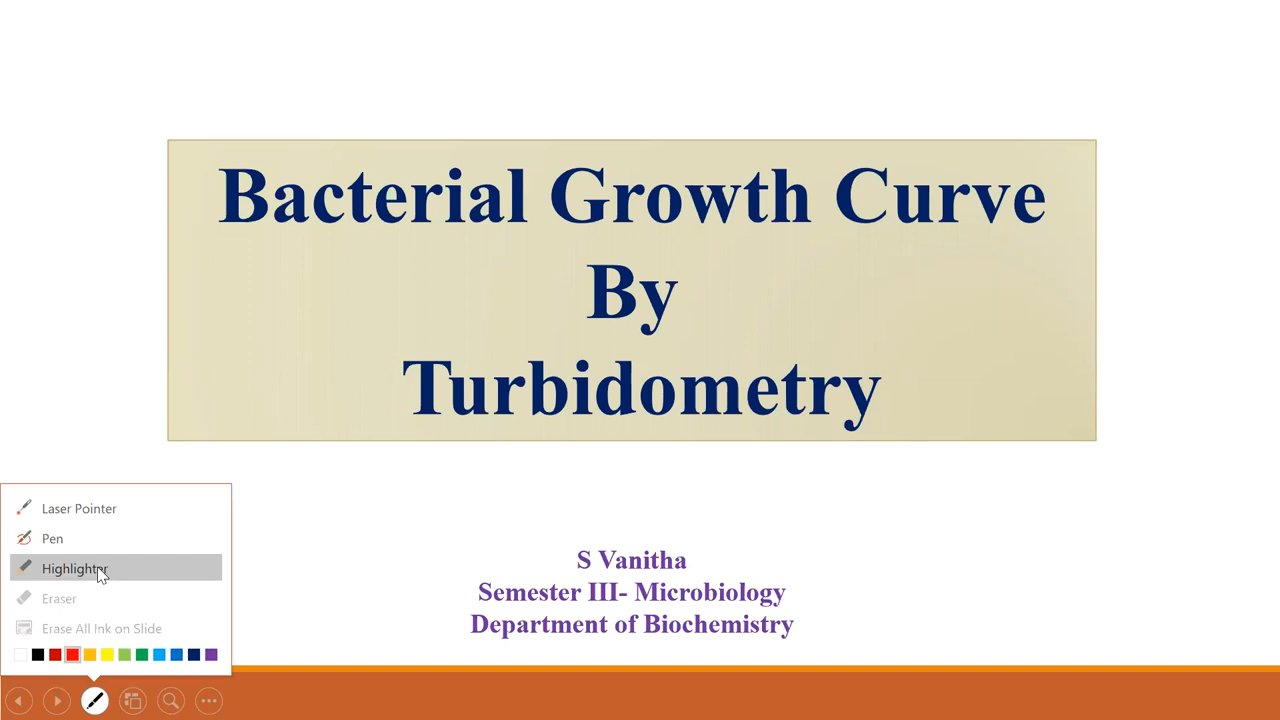 Bacterial Growth Curve
By
Turbidometry
S Vanitha
Semester III- Microbiology
Department of Biochemistry
Laser Pointer
Pen
Highlighter
Eraser
Erase All Ink on Slide